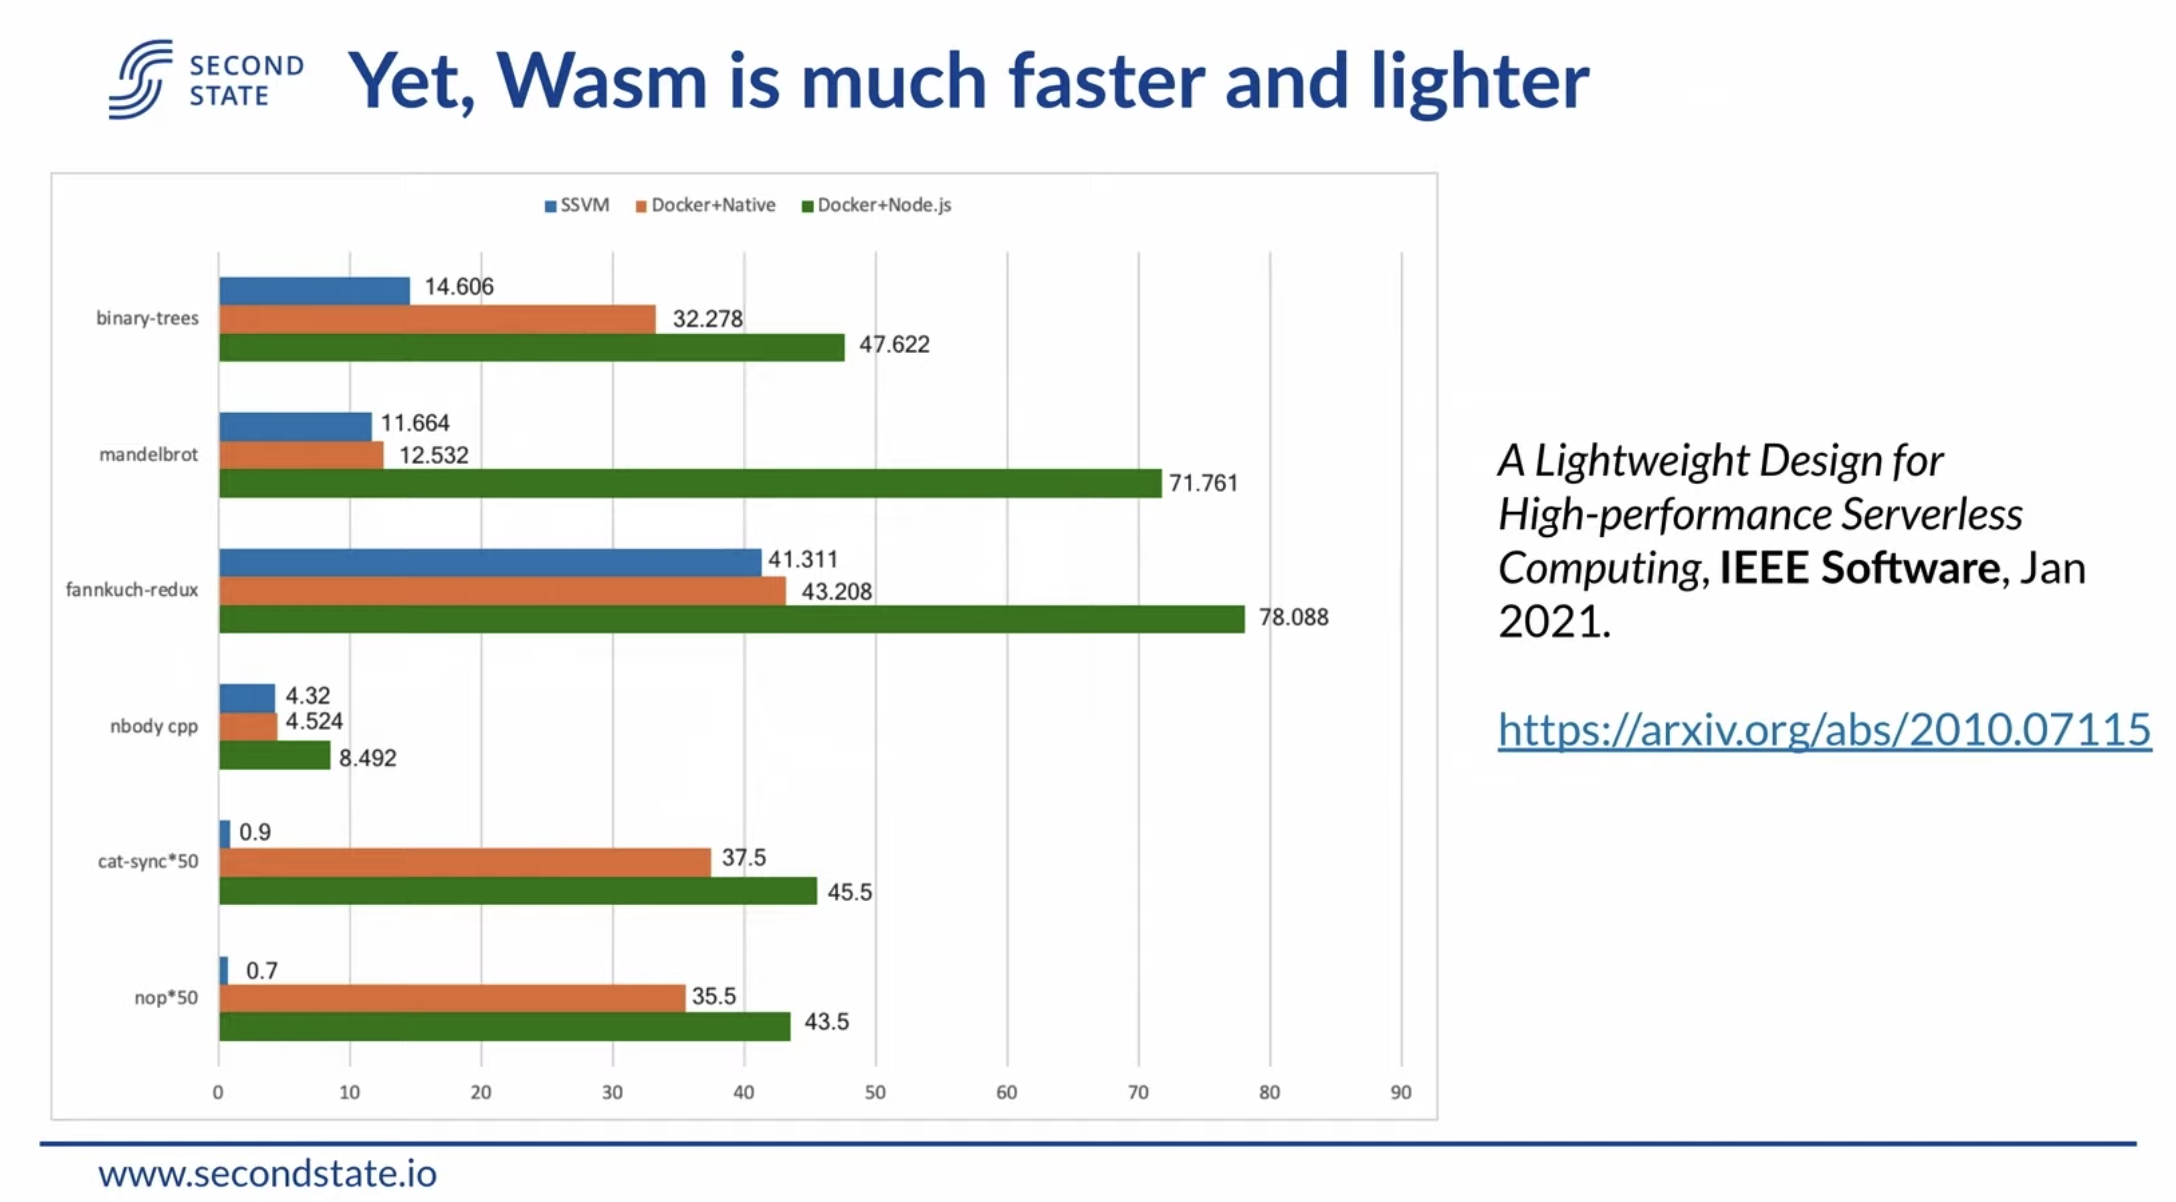 SECOND
STATE
Yet, Wasm is much faster and lighter
SSVM Docker+Native Docker+Node.js
binary-trees
14.606
32.278
47.622
mandelbrot
11.664
12.532
71.761
fannkuch-redux
41.311
43.208
78.088
nbody cpp
4.32
4.524
8.492
cat-sync*50
0.9
37.5
45.5
nop*50
0.7
35.5
43.5
0 10 20 30 40 50 60 70 80 90
A Lightweight Design for
High-performance Serverless
Computing, IEEE Software, Jan
2021.
https://arxiv.org/abs/2010.07115
www.secondstate.io